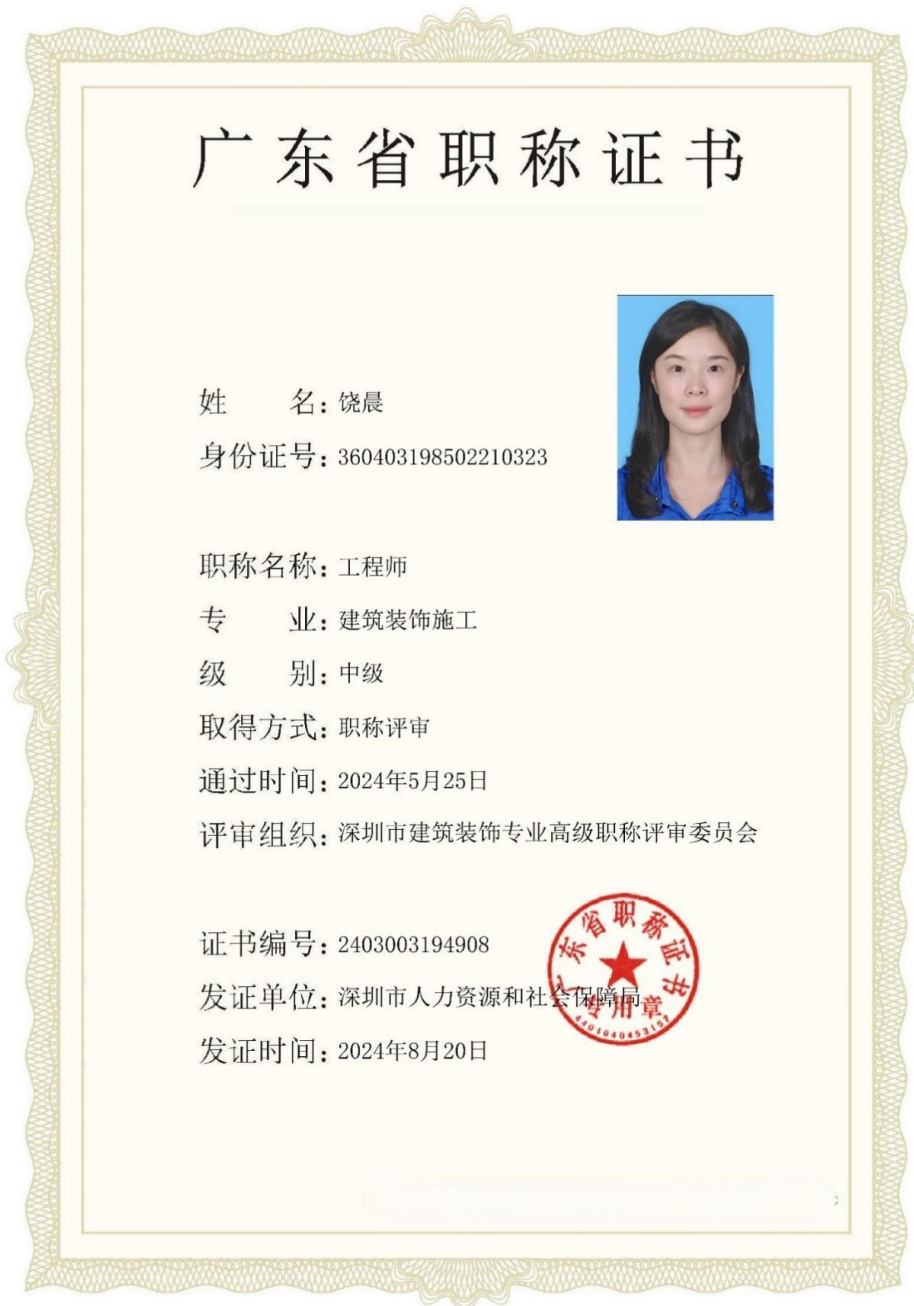 广东省职称证书
姓名：饶晨
身份证号：360403198502210323
职称名称：工程师
专业：建筑装饰施工
级别：中级
取得方式：职称评审
通过时间：2024年5月25日
评审组织：深圳市建筑装饰专业高级职称评审委员会
证书编号：2403003194908
发证单位：深圳市人力资源和社会保障局
发证时间：2024年8月20日
广东省职称证书
专用章
4401040453157